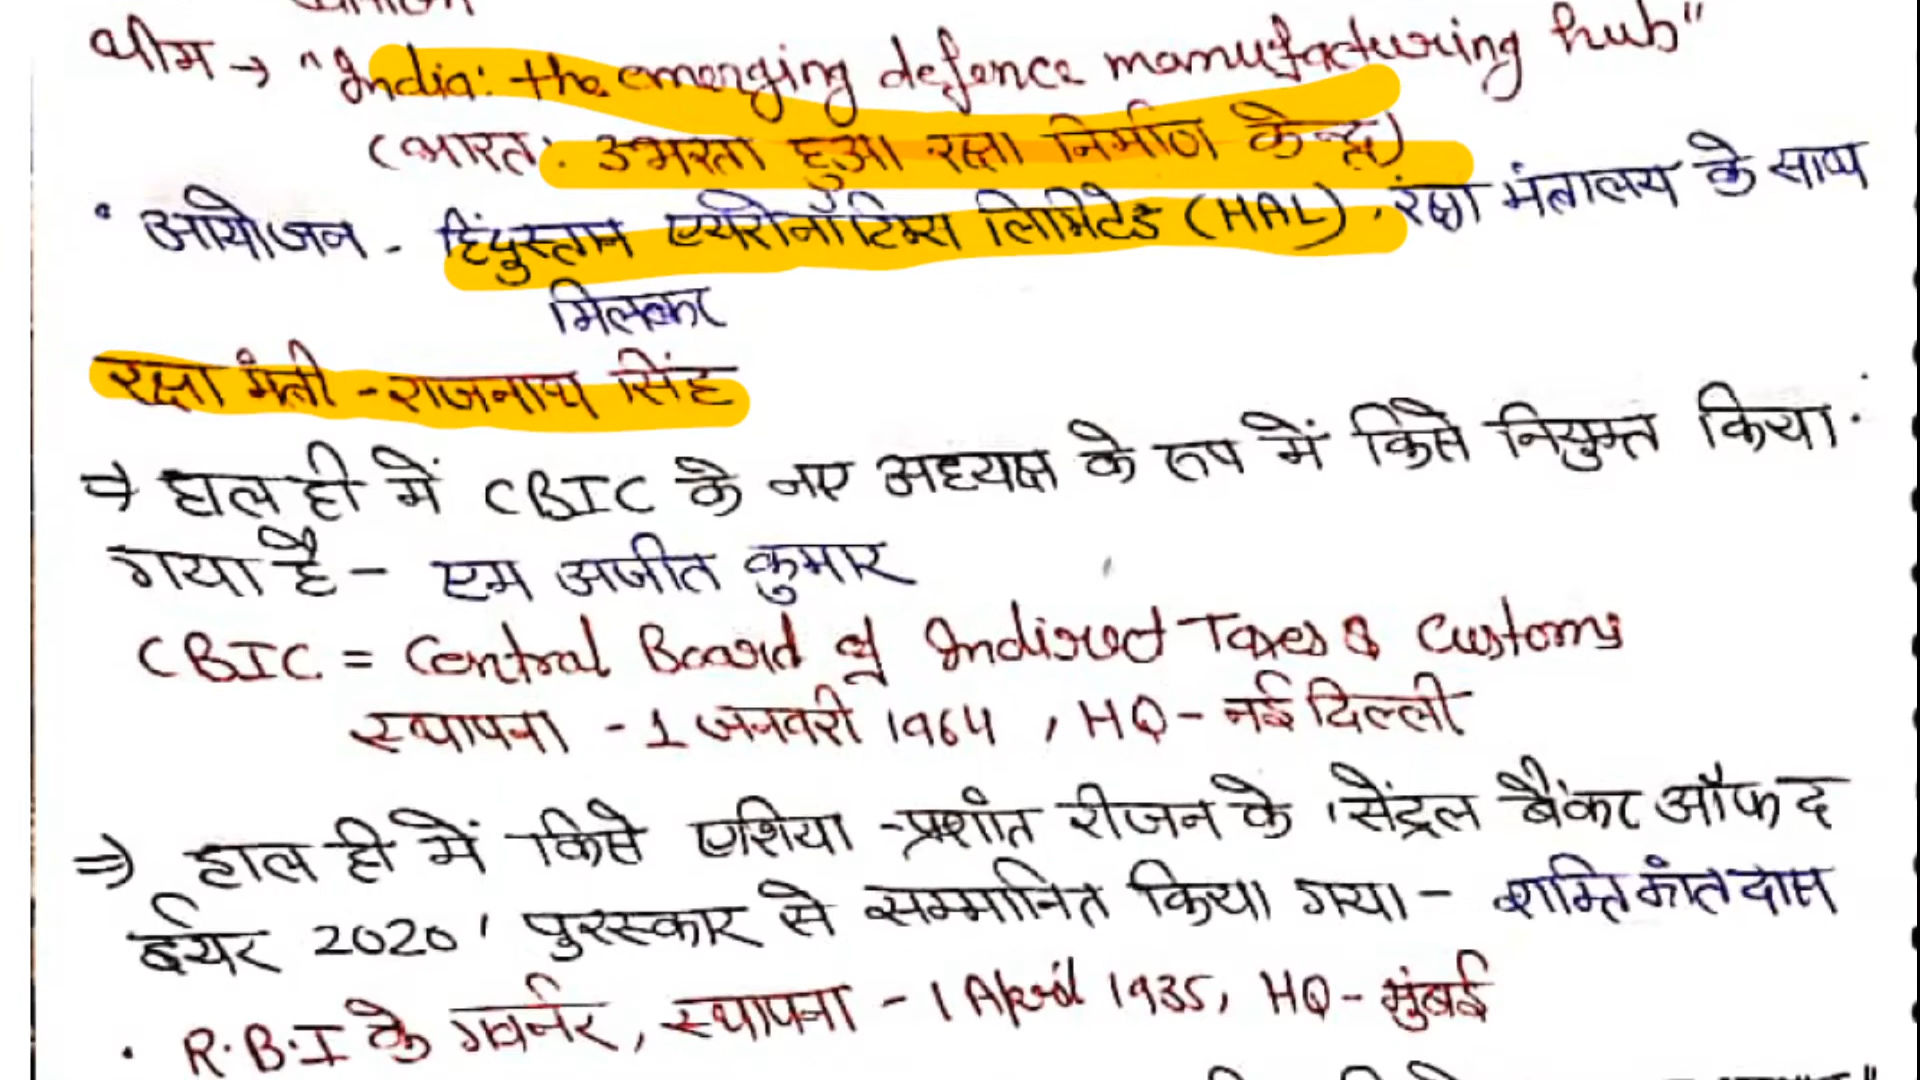 थीम → "India: the emerging defence manufacturing hub"
(भारत: उभरता हुआ रक्षा निर्माण केन्द्र)
• आयोजन - हिंदुस्तान एयरोनॉटिक्स लिमिटेड (HAL), रक्षा मंत्रालय के साथ
मिलकर
रक्षा मंत्री - राजनाथ सिंह
⇒ हाल ही में CBIC के नए अध्यक्ष के रूप में किसे नियुक्त किया
गया है - एम अजीत कुमार
CBIC = Central Board of Indirect Taxes & Customs
स्थापना - 1 जनवरी 1964, HQ - नई दिल्ली
⇒ हाल ही में किसे एशिया - प्रशांत रीजन के 'सेंट्रल बैंकर ऑफ द
ईयर 2020' पुरस्कार से सम्मानित किया गया - शक्तिकांत दास
• R.B.I के गवर्नर, स्थापना - 1 April 1935, HQ - मुंबई